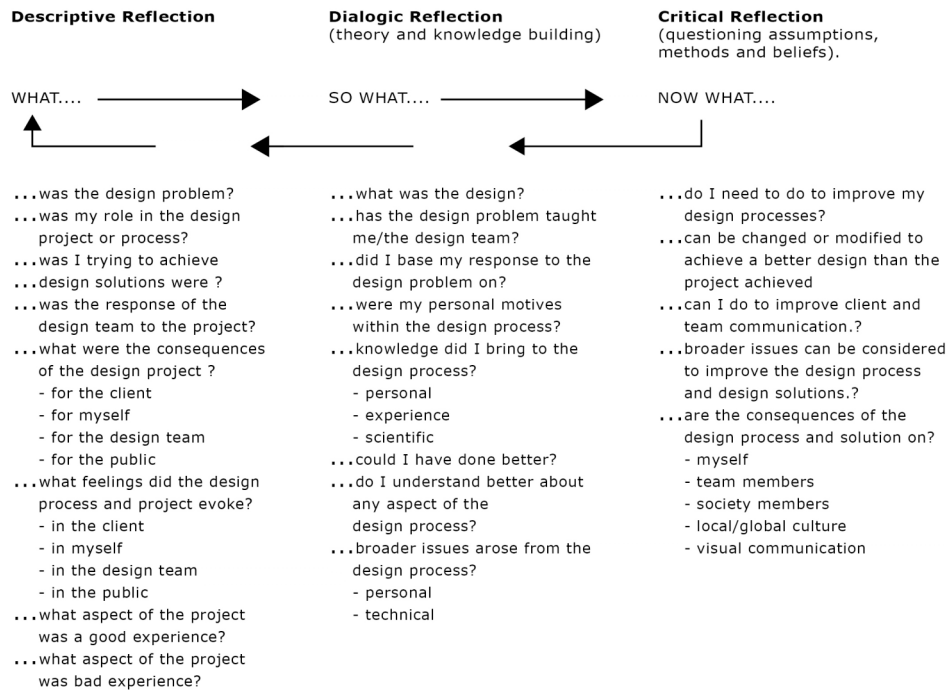 Descriptive Reflection
WHAT....
...was the design problem?
...was my role in the design
project or process?
...was I trying to achieve
...design solutions were ?
...was the response of the
design team to the project?
...what were the consequences
of the design project ?
- for the client
- for myself
- for the design team
- for the public
...what feelings did the design
process and project evoke?
- in the client
- in myself
- in the design team
- in the public
...what aspect of the project
was a good experience?
...what aspect of the project
was bad experience?
Dialogic Reflection
(theory and knowledge building)
SO WHAT....
...what was the design?
...has the design problem taught
me/the design team?
...did I base my response to the
design problem on?
...were my personal motives
within the design process?
...knowledge did I bring to the
design process?
- personal
- experience
- scientific
...could I have done better?
...do I understand better about
any aspect of the
design process?
...broader issues arose from the
design process?
- personal
- technical
Critical Reflection
(questioning assumptions,
methods and beliefs).
NOW WHAT....
...do I need to do to improve my
design processes?
...can be changed or modified to
achieve a better design than the
project achieved
...can I do to improve client and
team communication.?
...broader issues can be considered
to improve the design process
and design solutions.?
...are the consequences of the
design process and solution on?
- myself
- team members
- society members
- local/global culture
- visual communication